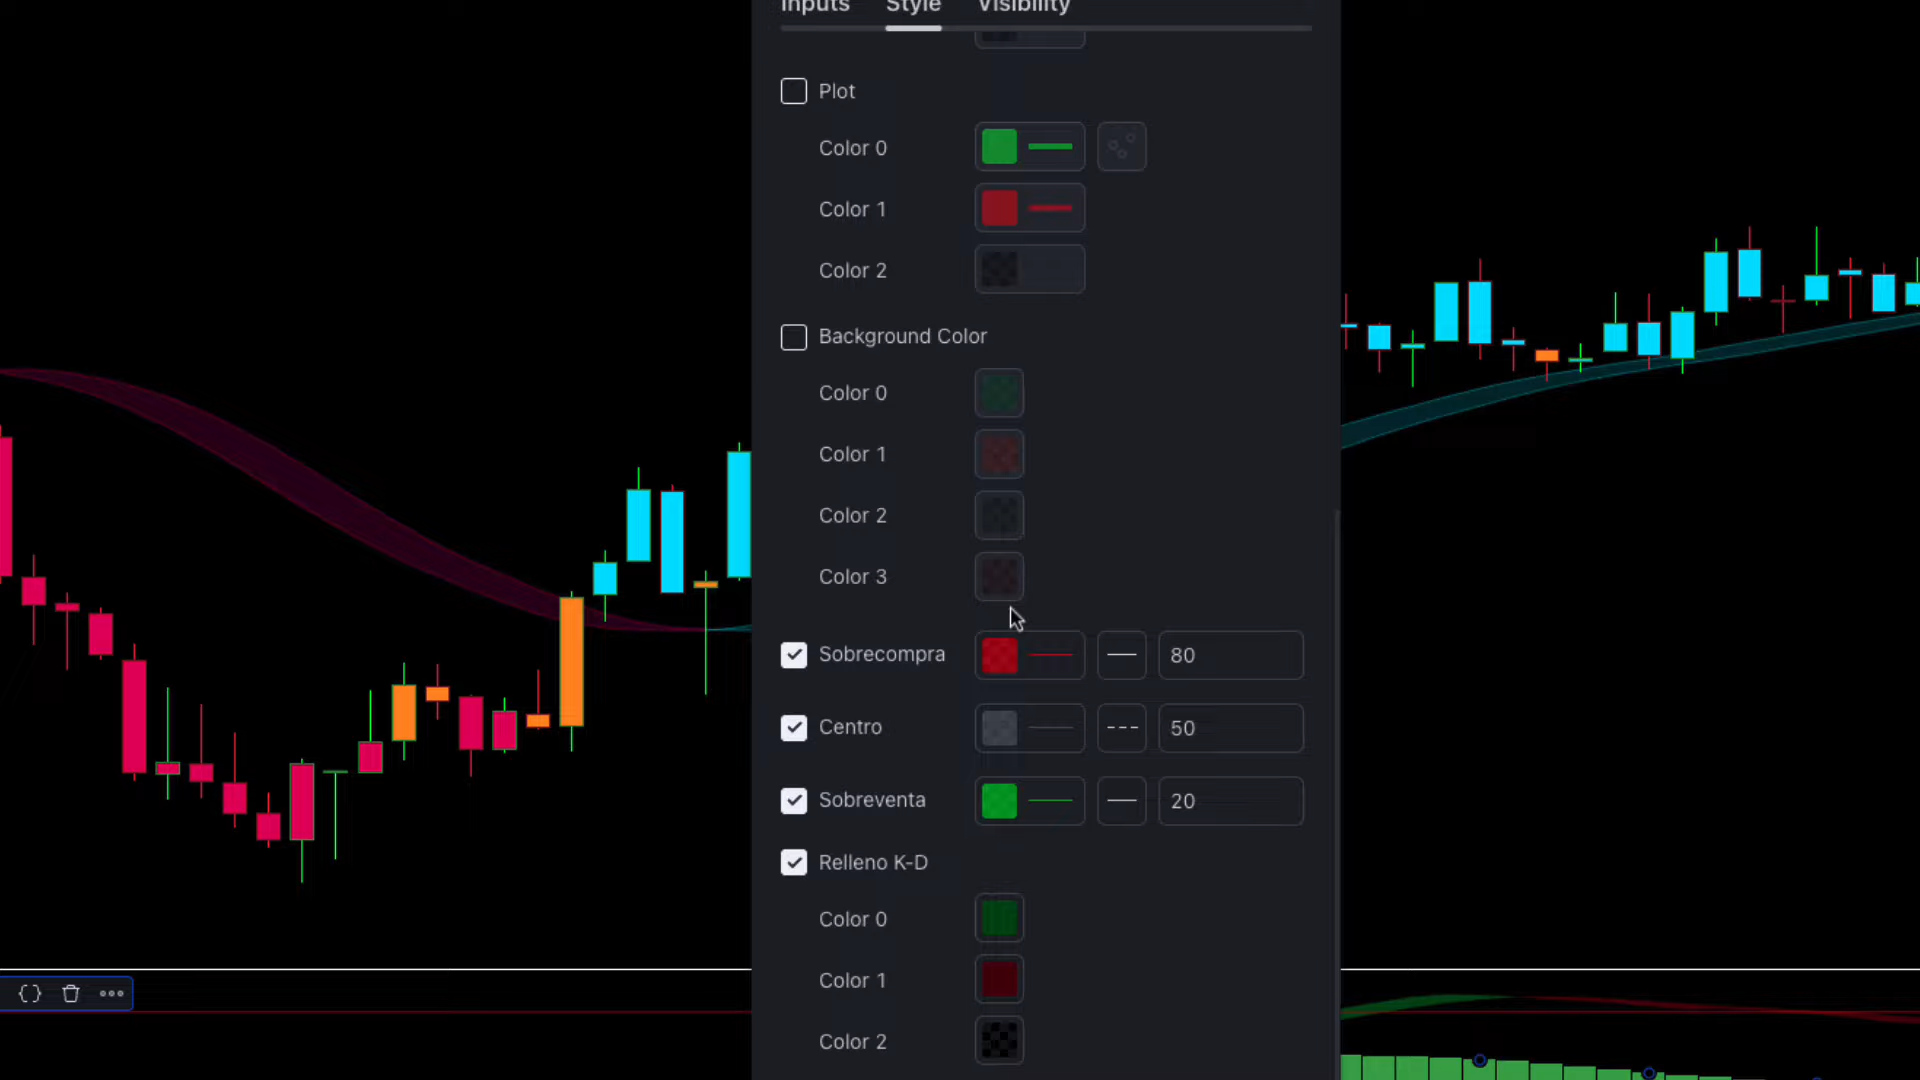 Inputs Style Visibility
Plot
Color 0
Color 1
Color 2
Background Color
Color 0
Color 1
Color 2
Color 3
Sobrecompra 80
Centro 50
Sobreventa 20
Relleno K-D
Color 0
Color 1
Color 2